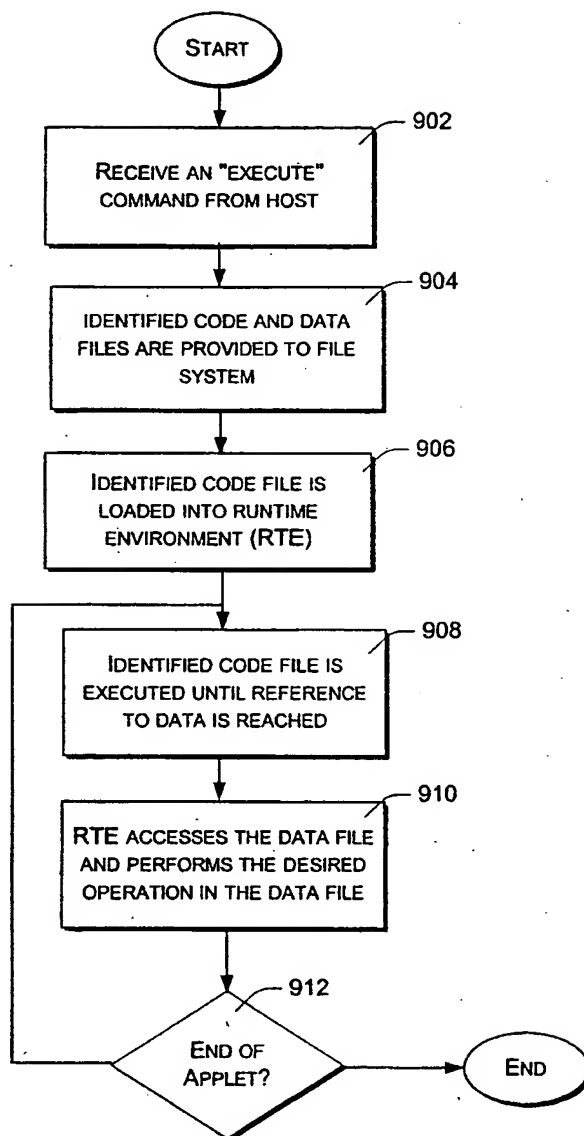 START
902
RECEIVE AN "EXECUTE"
COMMAND FROM HOST
904
IDENTIFIED CODE AND DATA
FILES ARE PROVIDED TO FILE
SYSTEM
906
IDENTIFIED CODE FILE IS
LOADED INTO RUNTIME
ENVIRONMENT (RTE)
908
IDENTIFIED CODE FILE IS
EXECUTED UNTIL REFERENCE
TO DATA IS REACHED
910
RTE ACCESSES THE DATA FILE
AND PERFORMS THE DESIRED
OPERATION IN THE DATA FILE
912
END OF
APPLET?
END